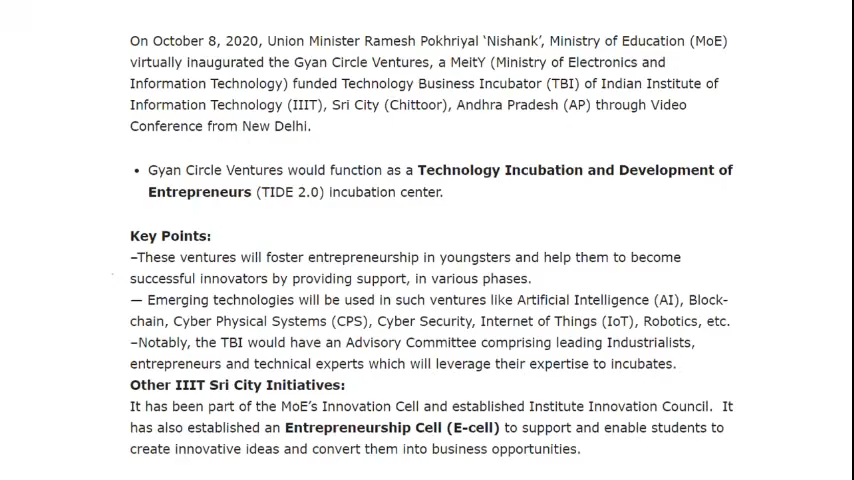 On October 8, 2020, Union Minister Ramesh Pokhriyal ‘Nishank’, Ministry of Education (MoE)
virtually inaugurated the Gyan Circle Ventures, a MeitY (Ministry of Electronics and
Information Technology) funded Technology Business Incubator (TBI) of Indian Institute of
Information Technology (IIIT), Sri City (Chittoor), Andhra Pradesh (AP) through Video
Conference from New Delhi.
• Gyan Circle Ventures would function as a Technology Incubation and Development of
Entrepreneurs (TIDE 2.0) incubation center.
Key Points:
–These ventures will foster entrepreneurship in youngsters and help them to become
successful innovators by providing support, in various phases.
— Emerging technologies will be used in such ventures like Artificial Intelligence (AI), Block-
chain, Cyber Physical Systems (CPS), Cyber Security, Internet of Things (IoT), Robotics, etc.
–Notably, the TBI would have an Advisory Committee comprising leading Industrialists,
entrepreneurs and technical experts which will leverage their expertise to incubates.
Other IIIT Sri City Initiatives:
It has been part of the MoE’s Innovation Cell and established Institute Innovation Council.  It
has also established an Entrepreneurship Cell (E-cell) to support and enable students to
create innovative ideas and convert them into business opportunities.